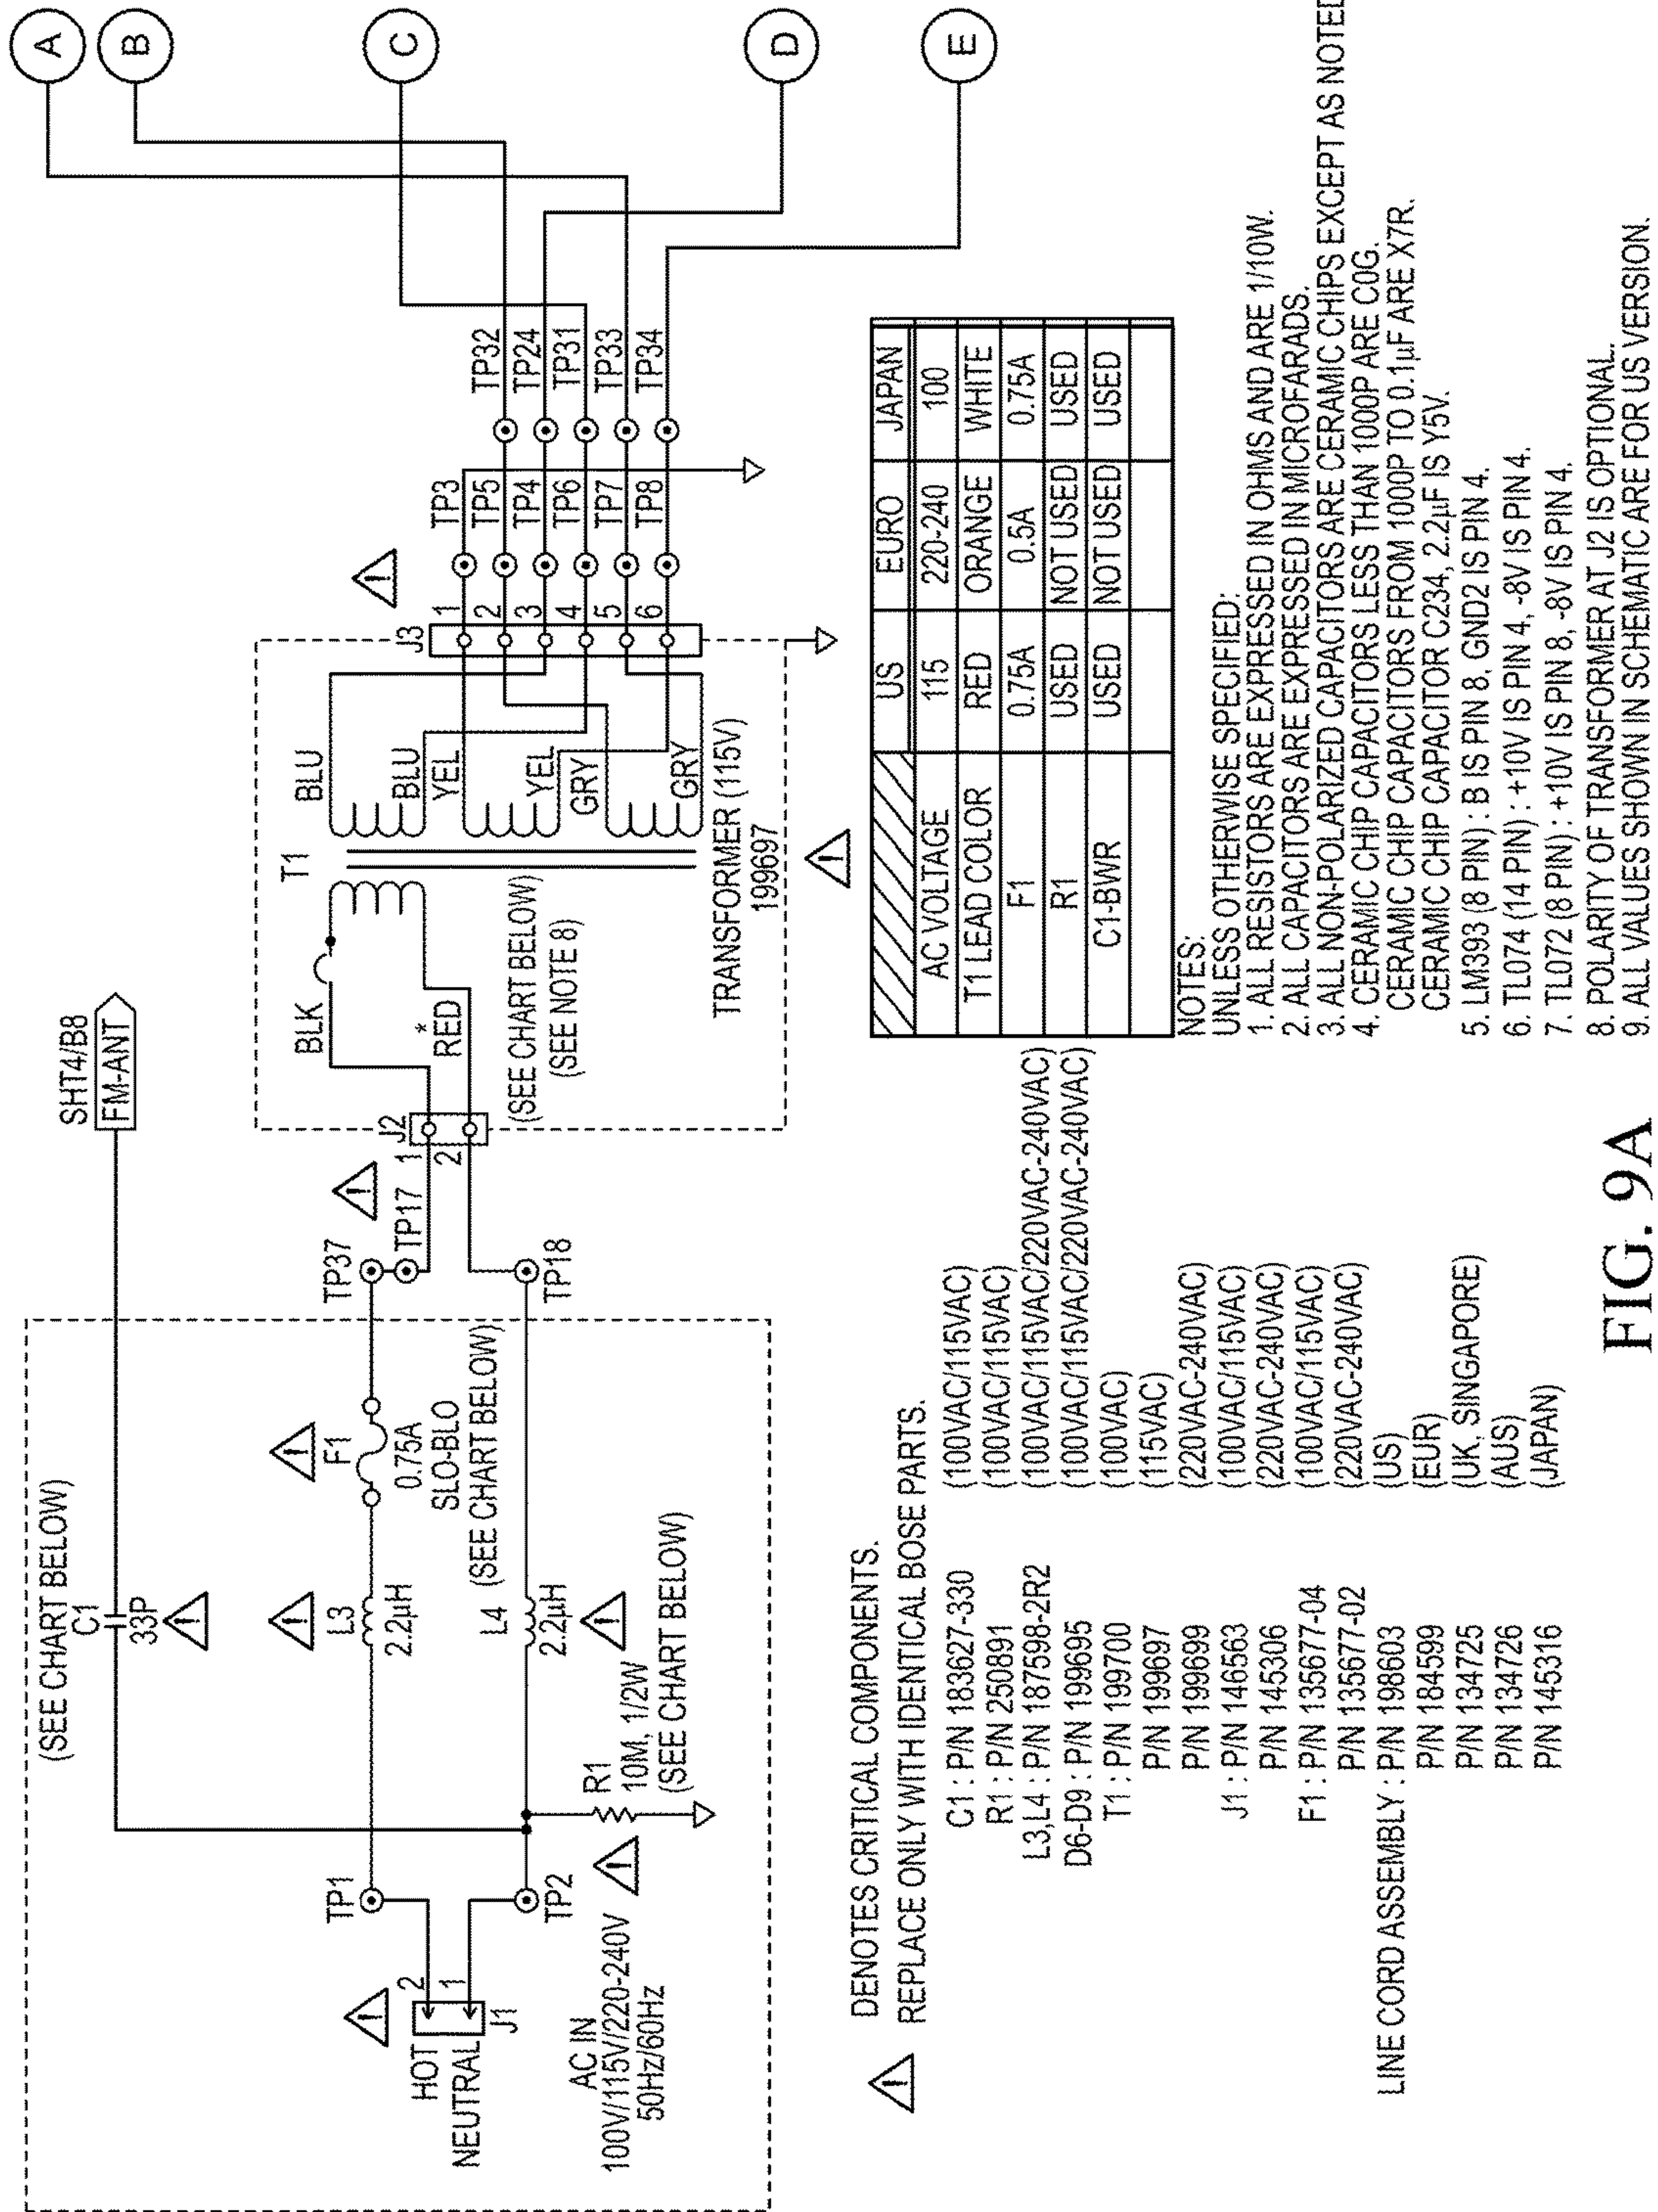 (SEE CHART BELOW)
C1
33P
SHT4/B8
FM-ANT
A
B
C
D
E
HOT
NEUTRAL
2
1
J1
AC IN
100V/115V/220-240V
50Hz/60Hz
TP1
TP2
R1
10M, 1/2W
(SEE CHART BELOW)
L3
2.2µH
L4
2.2µH
F1
0.75A
SLO-BLO
(SEE CHART BELOW)
TP37
TP17
TP18
J2
1
2
BLK
*
RED
(SEE CHART BELOW)
(SEE NOTE 8)
T1
BLU
BLU
YEL
YEL
GRY
GRY
TRANSFORMER (115V)
199697
J3
1
2
3
4
5
6
TP3
TP5
TP4
TP6
TP7
TP8
TP32
TP24
TP31
TP33
TP34
DENOTES CRITICAL COMPONENTS.
REPLACE ONLY WITH IDENTICAL BOSE PARTS.
C1 : P/N 183627-330 (100VAC/115VAC)
R1 : P/N 250891 (100VAC/115VAC)
L3,L4 : P/N 187598-2R2 (100VAC/115VAC/220VAC-240VAC)
D6-D9 : P/N 199695 (100VAC/115VAC/220VAC-240VAC)
T1 : P/N 199700 (100VAC)
P/N 199697 (115VAC)
P/N 199699 (220VAC-240VAC)
J1 : P/N 146563 (100VAC/115VAC)
P/N 145306 (220VAC-240VAC)
F1 : P/N 135677-04 (100VAC/115VAC)
P/N 135677-02 (220VAC-240VAC)
LINE CORD ASSEMBLY : P/N 198603 (US)
P/N 184599 (EUR)
P/N 134725 (UK, SINGAPORE)
P/N 134726 (AUS)
P/N 145316 (JAPAN)
US EURO JAPAN
AC VOLTAGE 115 220-240 100
T1 LEAD COLOR RED ORANGE WHITE
F1 0.75A 0.5A 0.75A
R1 USED NOT USED USED
C1-BWR USED NOT USED USED
NOTES:
UNLESS OTHERWISE SPECIFIED:
1. ALL RESISTORS ARE EXPRESSED IN OHMS AND ARE 1/10W.
2. ALL CAPACITORS ARE EXPRESSED IN MICROFARADS.
3. ALL NON-POLARIZED CAPACITORS ARE CERAMIC CHIPS EXCEPT AS NOTED
4. CERAMIC CHIP CAPACITORS LESS THAN 1000P ARE C0G.
CERAMIC CHIP CAPACITORS FROM 1000P TO 0.1µF ARE X7R.
CERAMIC CHIP CAPACITOR C234, 2.2µF IS Y5V.
5. LM393 (8 PIN) : B IS PIN 8, GND2 IS PIN 4.
6. TL074 (14 PIN) : +10V IS PIN 4, -8V IS PIN 4.
7. TL072 (8 PIN) : +10V IS PIN 8, -8V IS PIN 4.
8. POLARITY OF TRANSFORMER AT J2 IS OPTIONAL.
9. ALL VALUES SHOWN IN SCHEMATIC ARE FOR US VERSION.
FIG. 9A